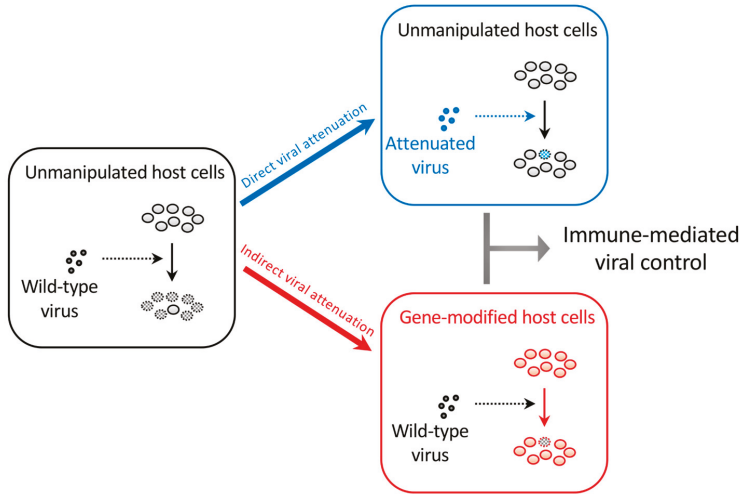 Unmanipulated host cells
Wild-type
virus
Direct viral attenuation
Indirect viral attenuation
Unmanipulated host cells
Attenuated
virus
Immune-mediated
viral control
Gene-modified host cells
Wild-type
virus